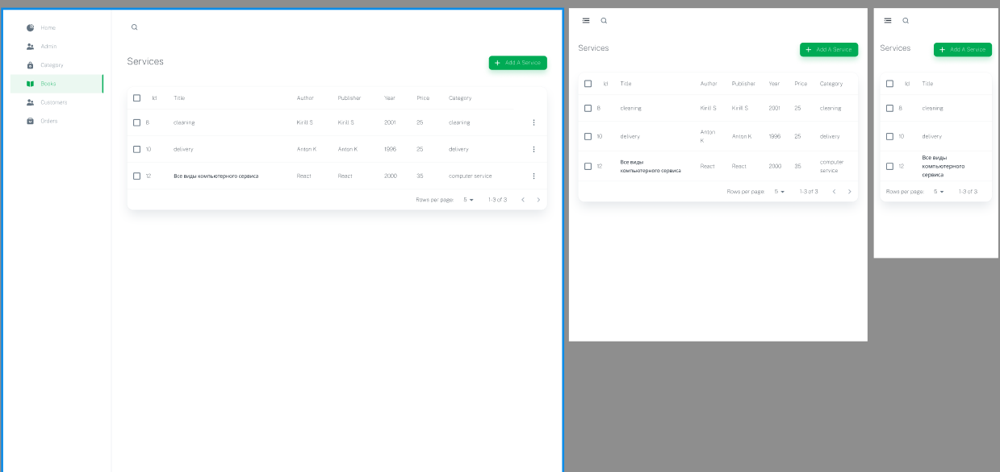 Home
Admin
Category
Books
Customers
Orders
Services
Add A Service
Id Title Author Publisher Year Price Category
8 cleaning Kirill S Kirill S 2001 25 cleaning
10 delivery Anton K Anton K 1996 25 delivery
12 Все виды компьютерного сервиса React React 2000 35 computer service
Rows per page: 5 1-3 of 3
Services
Add A Service
Id Title Author Publisher Year Price Category
8 cleaning Kirill S Kirill S 2001 25 cleaning
10 delivery Anton
K Anton K 1996 25 delivery
12 Все виды
компьютерного сервиса React React 2000 35 computer
service
Rows per page: 5 1-3 of 3
Services
Add A Service
Id Title
8 cleaning
10 delivery
12 Все виды
компьютерного
сервиса
Rows per page: 5 1-3 of 3